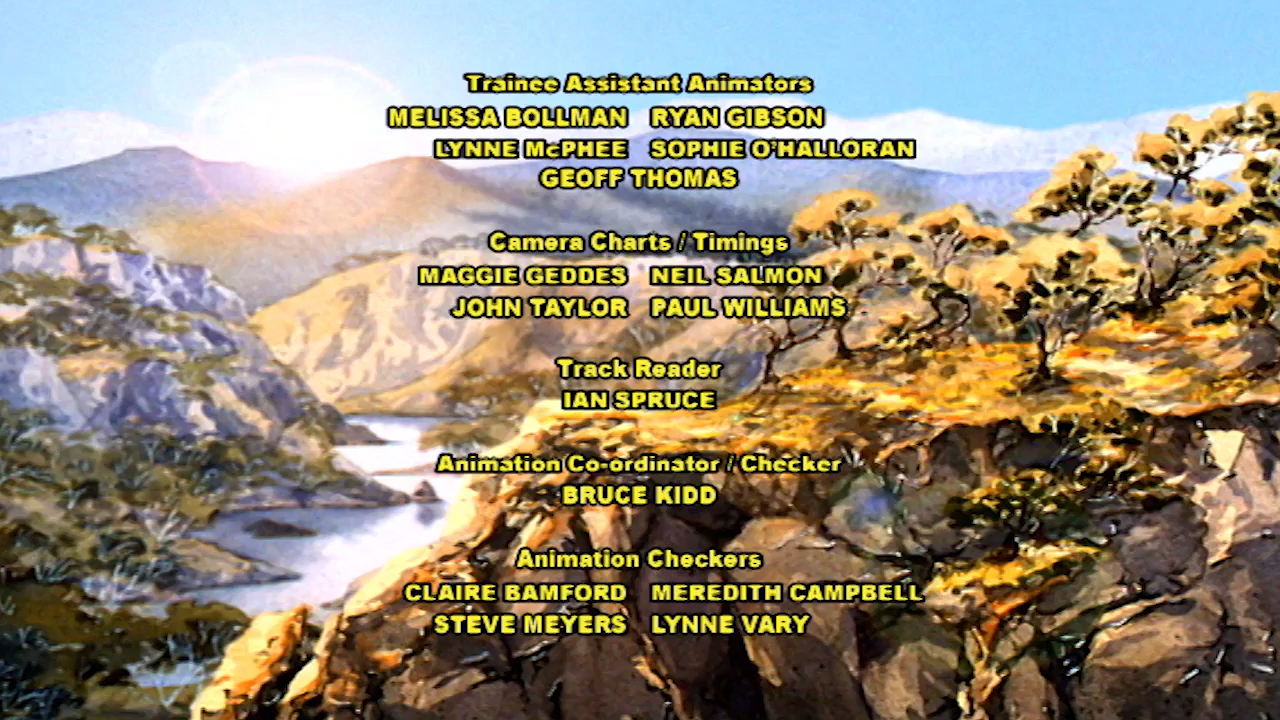 Trainee Assistant Animators
MELISSA BOLLMAN RYAN GIBSON
LYNNE McPHEE SOPHIE O'HALLORAN
GEOFF THOMAS
Camera Charts / Timings
MAGGIE GEDDES NEIL SALMON
JOHN TAYLOR PAUL WILLIAMS
Track Reader
IAN SPRUCE
Animation Co-ordinator / Checker
BRUCE KIDD
Animation Checkers
CLAIRE BAMFORD MEREDITH CAMPBELL
STEVE MEYERS LYNNE VARY